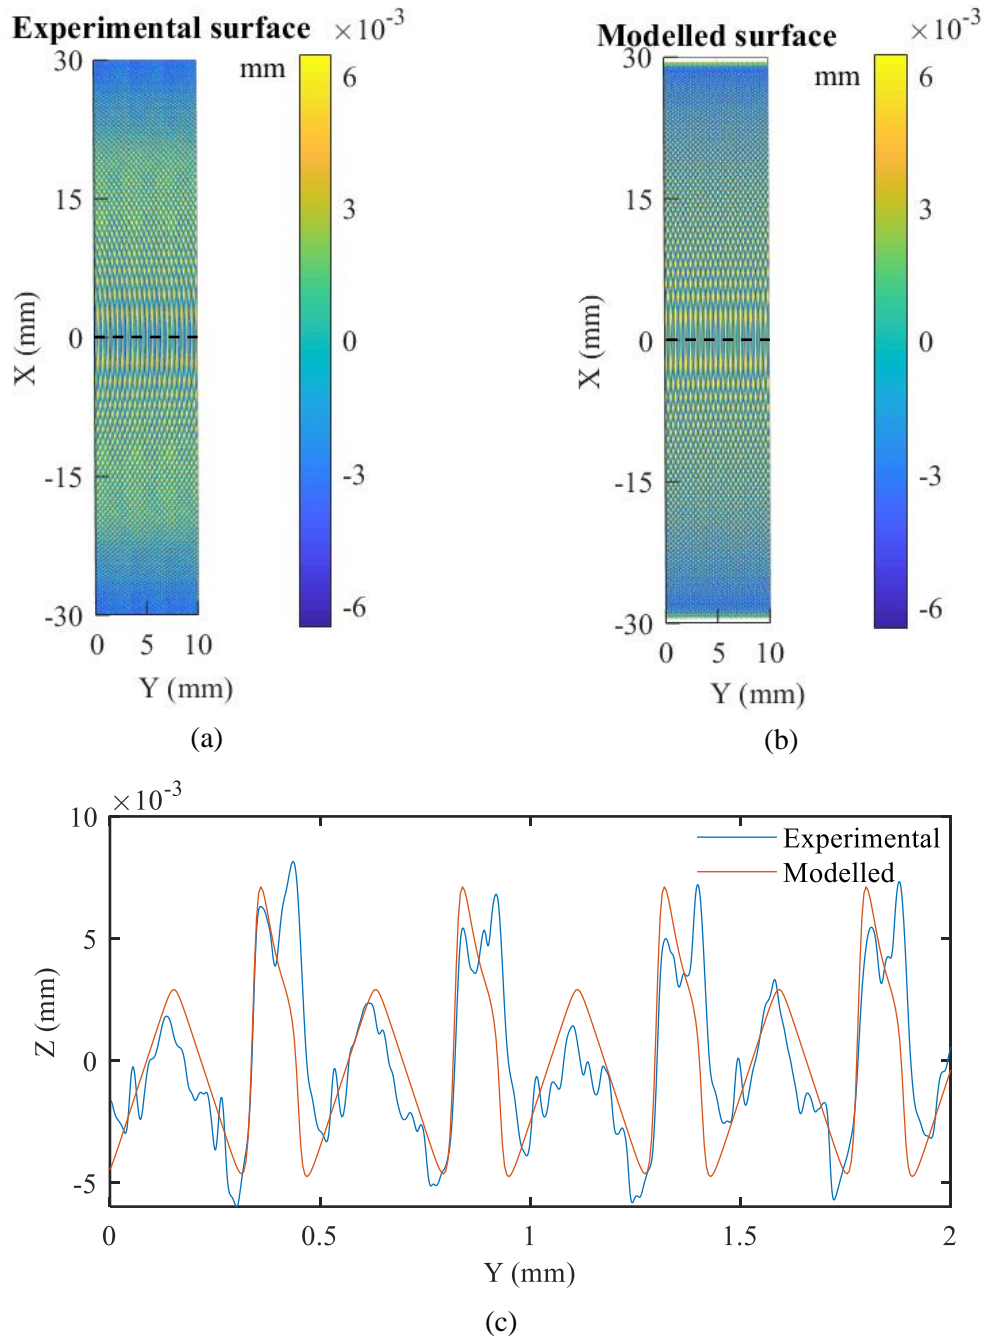 Experimental surface ×10-3
mm
30
15
0
-15
-30
X (mm)
0 5 10
Y (mm)
6
3
0
-3
-6
(a)
Modelled surface ×10-3
mm
30
15
0
-15
-30
X (mm)
0 5 10
Y (mm)
6
3
0
-3
-6
(b)
×10-3
10
5
0
-5
Z (mm)
Experimental
Modelled
0 0.5 1 1.5 2
Y (mm)
(c)